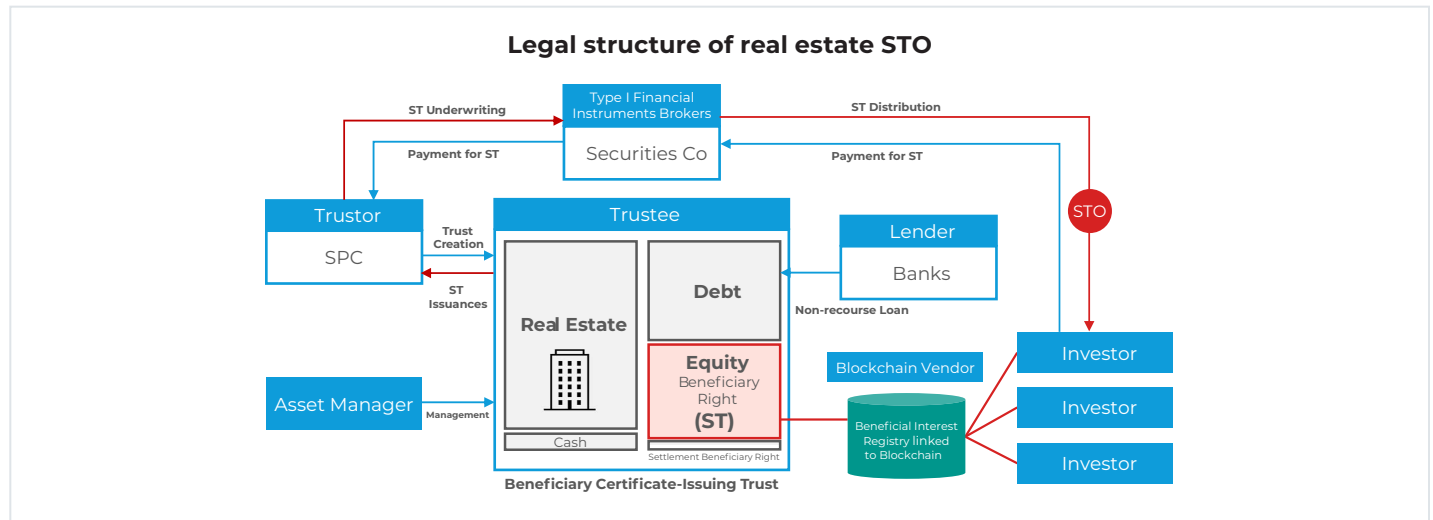 Legal structure of real estate STO
Type I Financial
Instruments Brokers
Securities Co
ST Underwriting
Payment for ST
ST Distribution
Payment for ST
STO
Trustor
SPC
Trust
Creation
ST
Issuances
Trustee
Real Estate
Cash
Debt
Equity
Beneficiary
Right
(ST)
Settlement Beneficiary Right
Beneficiary Certificate-Issuing Trust
Lender
Banks
Non-recourse Loan
Asset Manager
Management
Blockchain Vendor
Beneficial Interest
Registry linked
to Blockchain
Investor
Investor
Investor